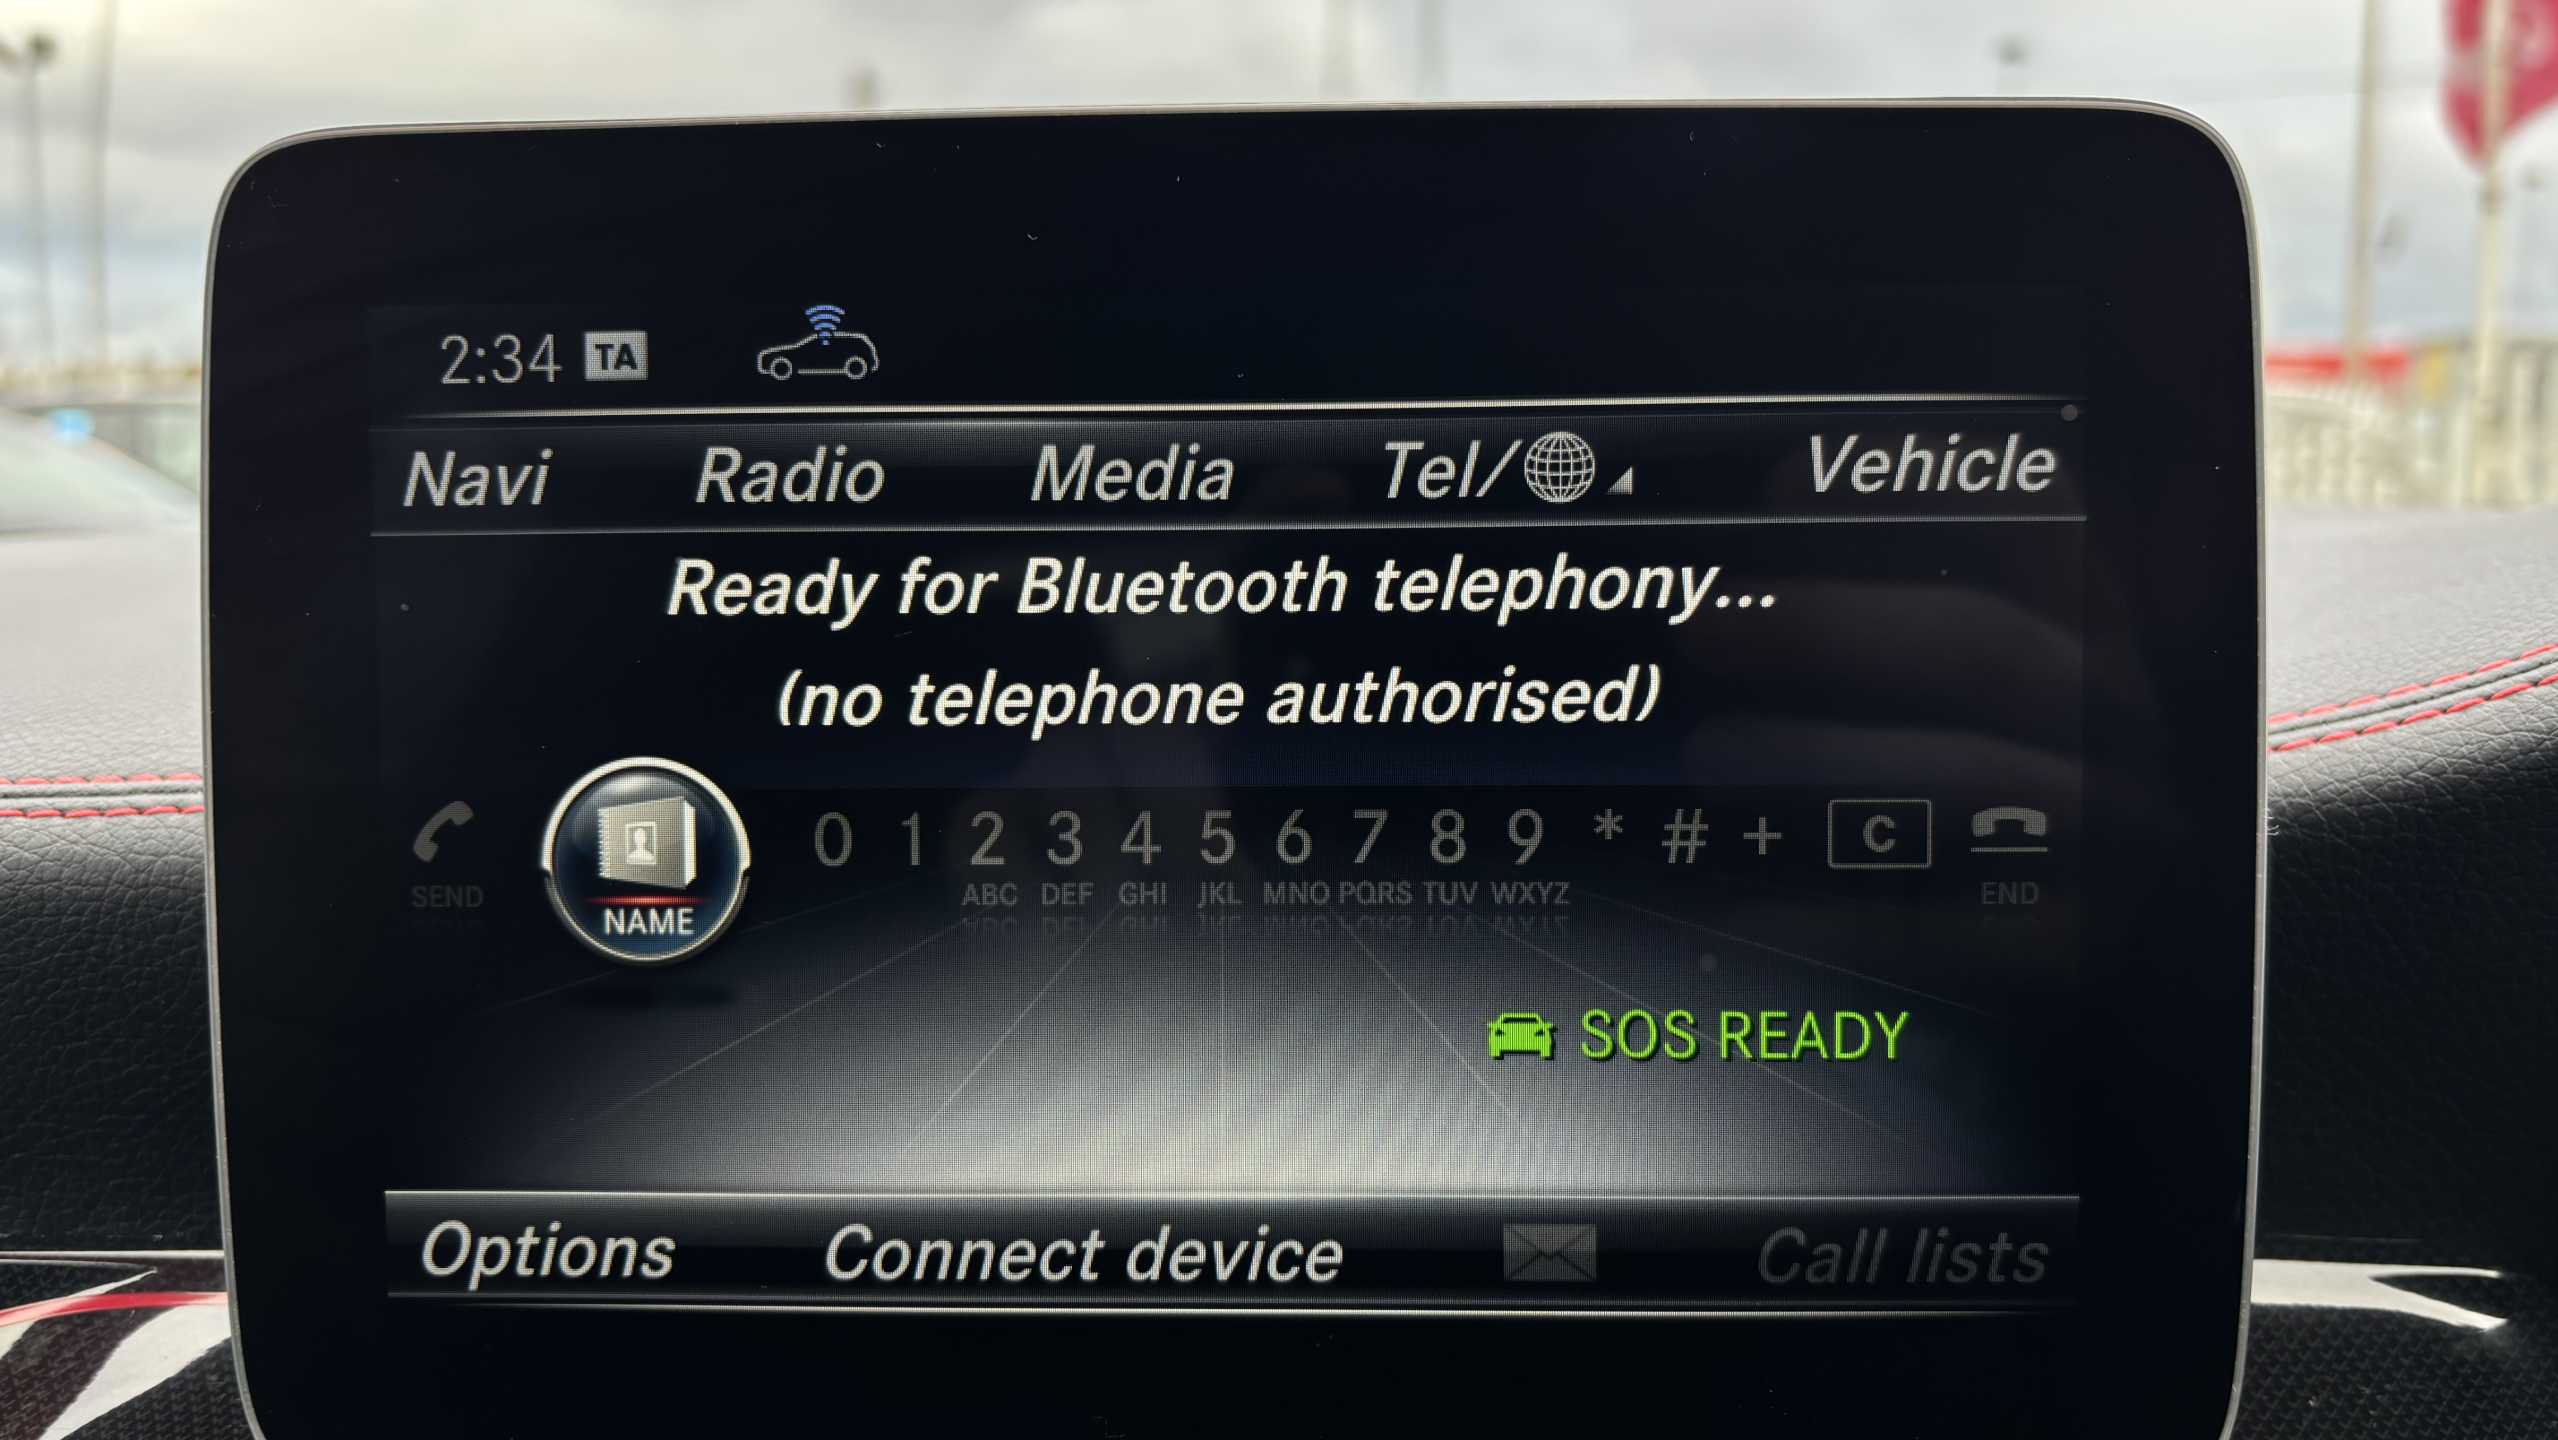 2:34 TA
Navi Radio Media Tel/ Vehicle
Ready for Bluetooth telephony...
(no telephone authorised)
0 1 2 3 4 5 6 7 8 9 * # + C
SEND NAME ABC DEF GHI JKL MNO PQRS TUV WXYZ END
SOS READY
Options Connect device Call lists